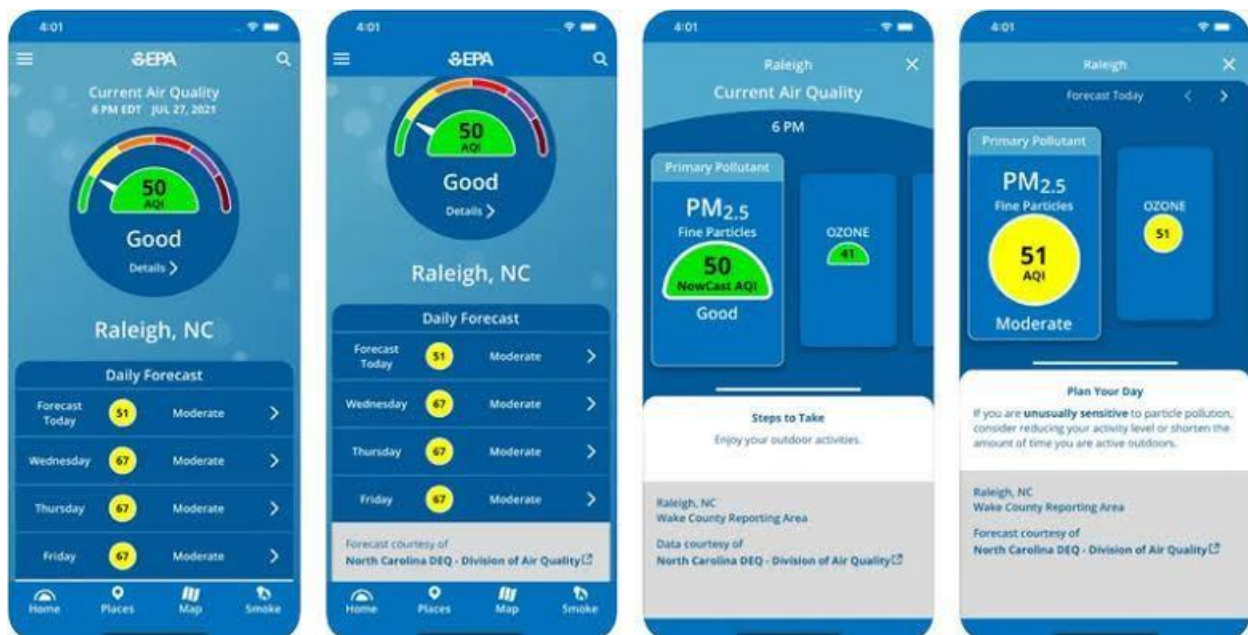 4:01
EPA
Current Air Quality
6 PM EDT JUL 27, 2021
50
AQI
Good
Details >
Raleigh, NC
Daily Forecast
Forecast Today 51 Moderate >
Wednesday 67 Moderate >
Thursday 67 Moderate >
Friday 67 Moderate >
Home Places Map Smoke
4:01
EPA
50
AQI
Good
Details >
Raleigh, NC
Daily Forecast
Forecast Today 51 Moderate >
Wednesday 67 Moderate >
Thursday 67 Moderate >
Friday 67 Moderate >
Forecast courtesy of
North Carolina DEQ - Division of Air Quality
Home Places Map Smoke
4:01
Raleigh
Current Air Quality
6 PM
Primary Pollutant
PM2.5
Fine Particles
50
NowCast AQI
Good
OZONE
41
Steps to Take
Enjoy your outdoor activities.
Raleigh, NC
Wake County Reporting Area
Data courtesy of
North Carolina DEQ - Division of Air Quality
4:01
Raleigh
Forecast Today < >
Primary Pollutant
PM2.5
Fine Particles
51
AQI
Moderate
OZONE
51
Plan Your Day
If you are unusually sensitive to particle pollution,
consider reducing your activity level or shorten the
amount of time you are active outdoors.
Raleigh, NC
Wake County Reporting Area
Forecast courtesy of
North Carolina DEQ - Division of Air Quality